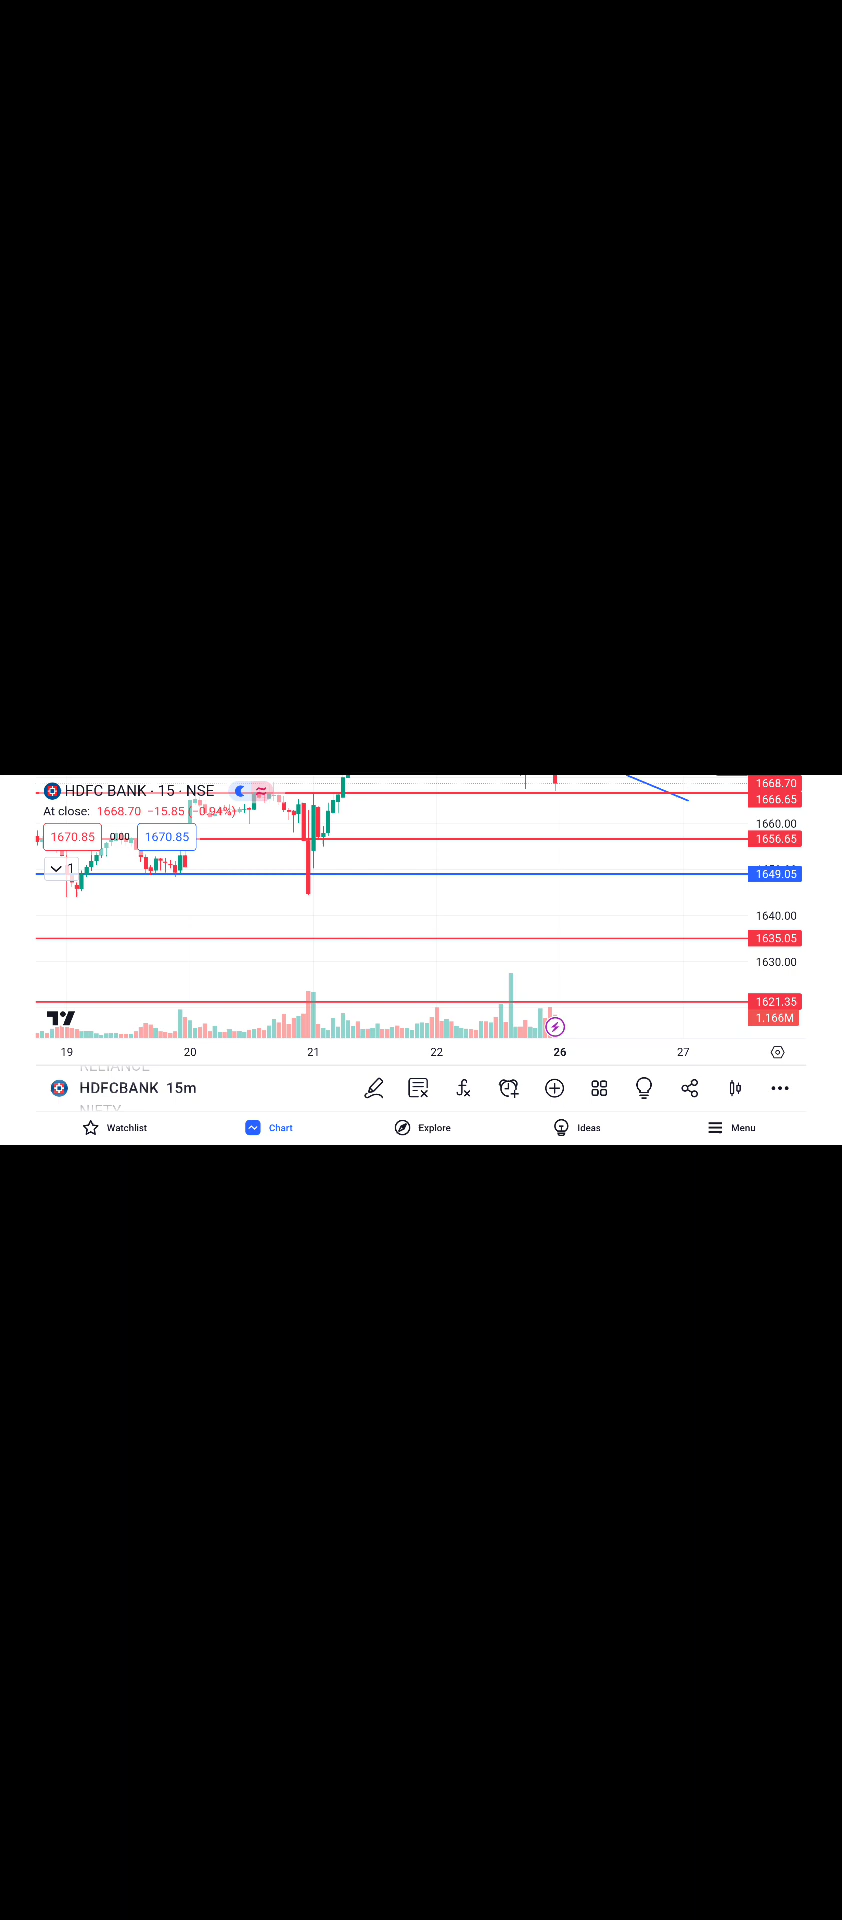 HDFC BANK · 15 · NSE
1668.70
At close: 1668.70 −15.85 (−0.94%)
1666.65
1660.00
1670.85 0.00 1670.85
1656.65
1
1649.05
1640.00
1635.05
1630.00
1621.35
1.166M
19 20 21 22 26 27
RELIANCE
HDFCBANK 15m
NIFTY
Watchlist Chart Explore Ideas Menu